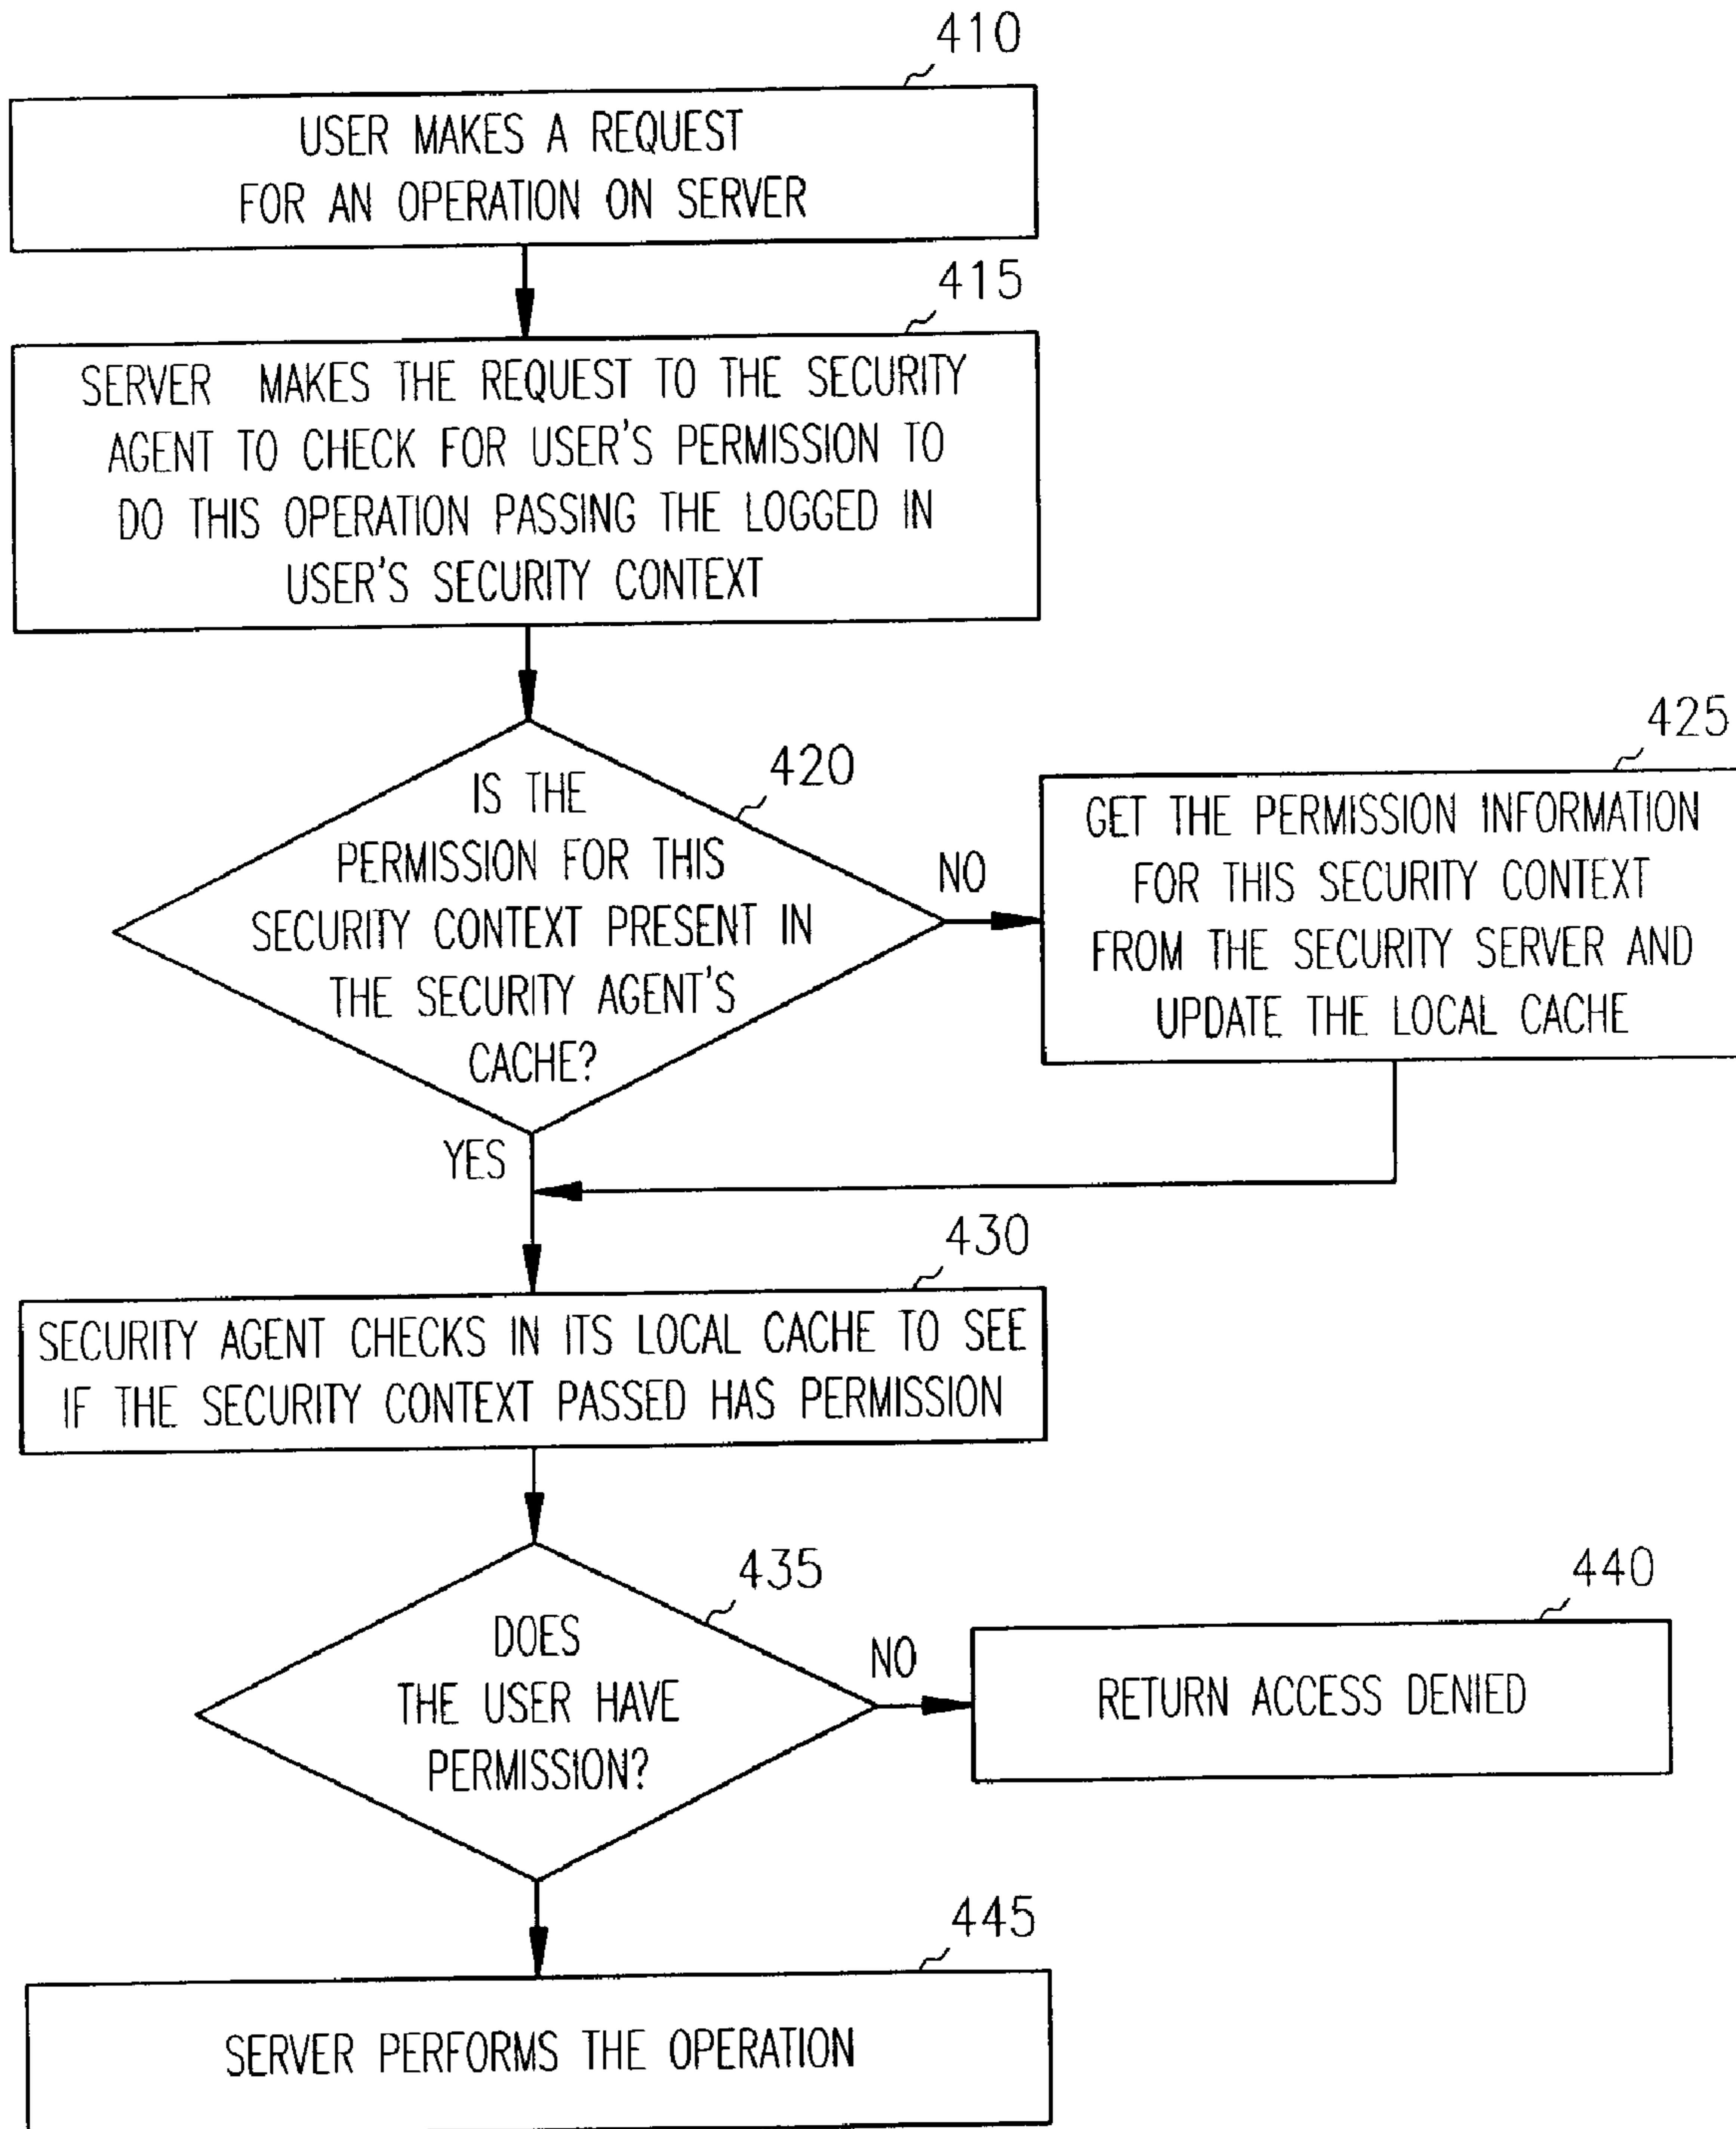 410
USER MAKES A REQUEST
FOR AN OPERATION ON SERVER
415
SERVER MAKES THE REQUEST TO THE SECURITY
AGENT TO CHECK FOR USER'S PERMISSION TO
DO THIS OPERATION PASSING THE LOGGED IN
USER'S SECURITY CONTEXT
420
IS THE
PERMISSION FOR THIS
SECURITY CONTEXT PRESENT IN
THE SECURITY AGENT'S
CACHE?
NO
425
GET THE PERMISSION INFORMATION
FOR THIS SECURITY CONTEXT
FROM THE SECURITY SERVER AND
UPDATE THE LOCAL CACHE
YES
430
SECURITY AGENT CHECKS IN ITS LOCAL CACHE TO SEE
IF THE SECURITY CONTEXT PASSED HAS PERMISSION
435
DOES
THE USER HAVE
PERMISSION?
NO
440
RETURN ACCESS DENIED
445
SERVER PERFORMS THE OPERATION